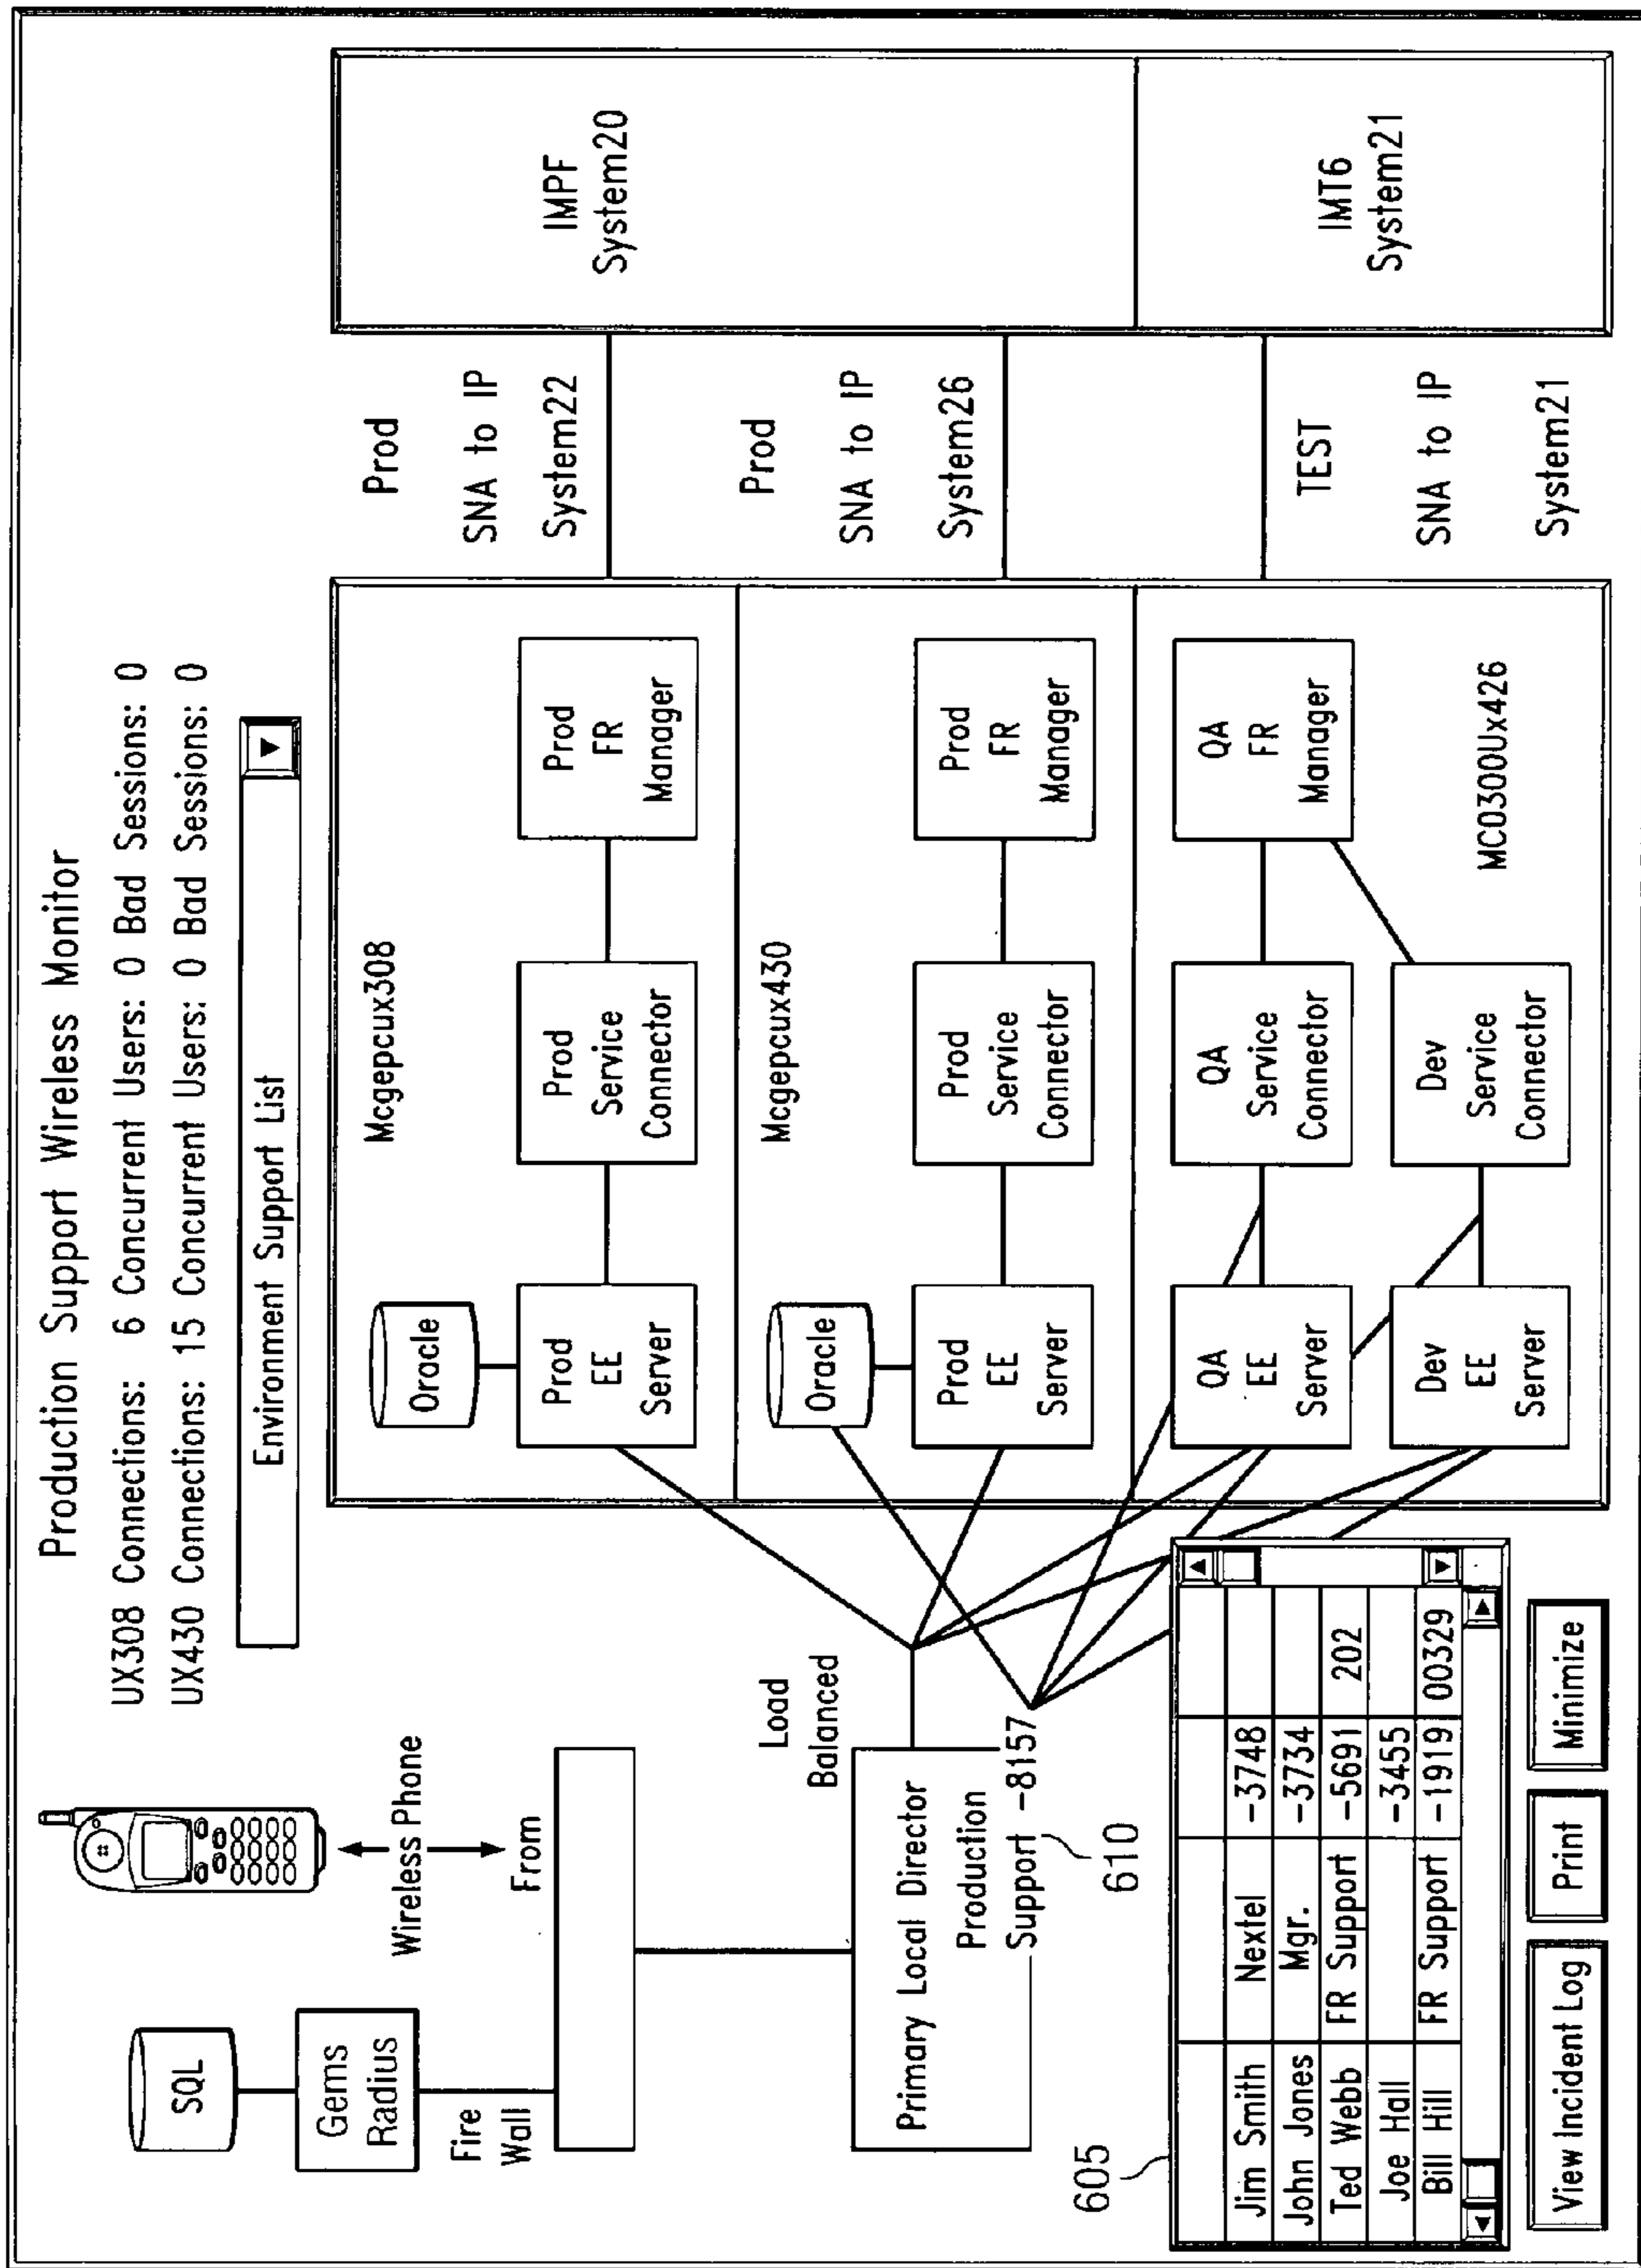 Production Support Wireless Monitor
UX308 Connections: 6 Concurrent Users: 0 Bad Sessions: 0
UX430 Connections: 15 Concurrent Users: 0 Bad Sessions: 0
Environment Support List
SQL
Gems
Radius
Fire
Wall
Wireless Phone
From
Load
Balanced
Primary Local Director
Production
Support -8157
610
605
Jim Smith Nextel -3748
John Jones Mgr. -3734
Ted Webb FR Support -5691 202
Joe Hall -3455
Bill Hill FR Support -1919 00329
View Incident Log
Print
Minimize
Mcgepcux308
Oracle
Prod
EE
Server
Prod
Service
Connector
Prod
FR
Manager
Mcgepcux430
Oracle
Prod
EE
Server
Prod
Service
Connector
Prod
FR
Manager
QA
EE
Server
QA
Service
Connector
QA
FR
Manager
Dev
EE
Server
Dev
Service
Connector
MC0300Ux426
Prod
SNA to IP
System22
Prod
SNA to IP
System26
TEST
SNA to IP
System21
IMPF
System20
IMT6
System21